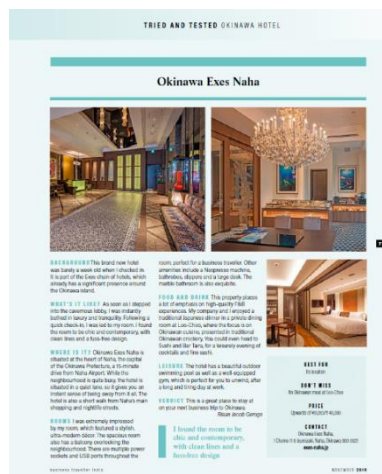 TRIED AND TESTED OKINAWA HOTEL
Okinawa Exes Naha
BACKGROUND This brand new hotel
was barely a week old when I checked in.
It is part of the Exes chain of hotels, which
already has a significant presence around
the Okinawa island.
WHAT'S IT LIKE? As soon as I stepped
into the cavernous lobby, I was instantly
bathed in luxury and tranquility. Following a
quick check-in, I was led to my room. I found
the room to be chic and contemporary, with
clean lines and a fuss-free design.
WHERE IS IT? Okinawa Exes Naha is
situated at the heart of Naha, the capital
of the Okinawa Prefecture, a 15-minute
drive from Naha Airport. While the
neighbourhood is quite busy, the hotel is
situated in a quiet lane, so it gives you an
instant sense of being away from it all. The
hotel is also a short walk from Naha's main
shopping and nightlife streets.
ROOMS I was extremely impressed
by my room, which featured a stylish,
ultra-modern décor. The spacious room
also has a balcony overlooking the
neighbourhood. There are multiple power
sockets and USB ports throughout the
room, perfect for a business traveller. Other
amenities include a Nespresso machine,
bathrobes, slippers and a large desk. The
marble bathroom is also exquisite.
FOOD AND DRINK This property places
a lot of emphasis on high-quality F&B
experiences. My company and I enjoyed a
traditional Japanese dinner in a private dining
room at Loo-Choo, where the focus is on
Okinawan cuisine, presented in traditional
Okinawan crockery. You could even head to
Sushi and Bar Taru, for a leisurely evening of
cocktails and fine sushi.
LEISURE The hotel has a beautiful outdoor
swimming pool as well as a well-equipped
gym, which is perfect for you to unwind, after
a long and tiring day at work.
VERDICT This is a great place to stay at
on your next business trip to Okinawa.
I found the room to be
chic and contemporary,
with clean lines and a
fuss-free design
BEST FOR
DON'T MISS
An Okinawan meal at Loo-Choo
PRICE
CONTACT
Okinawa Exes Naha,
business traveller india
NOVEMBER 2019